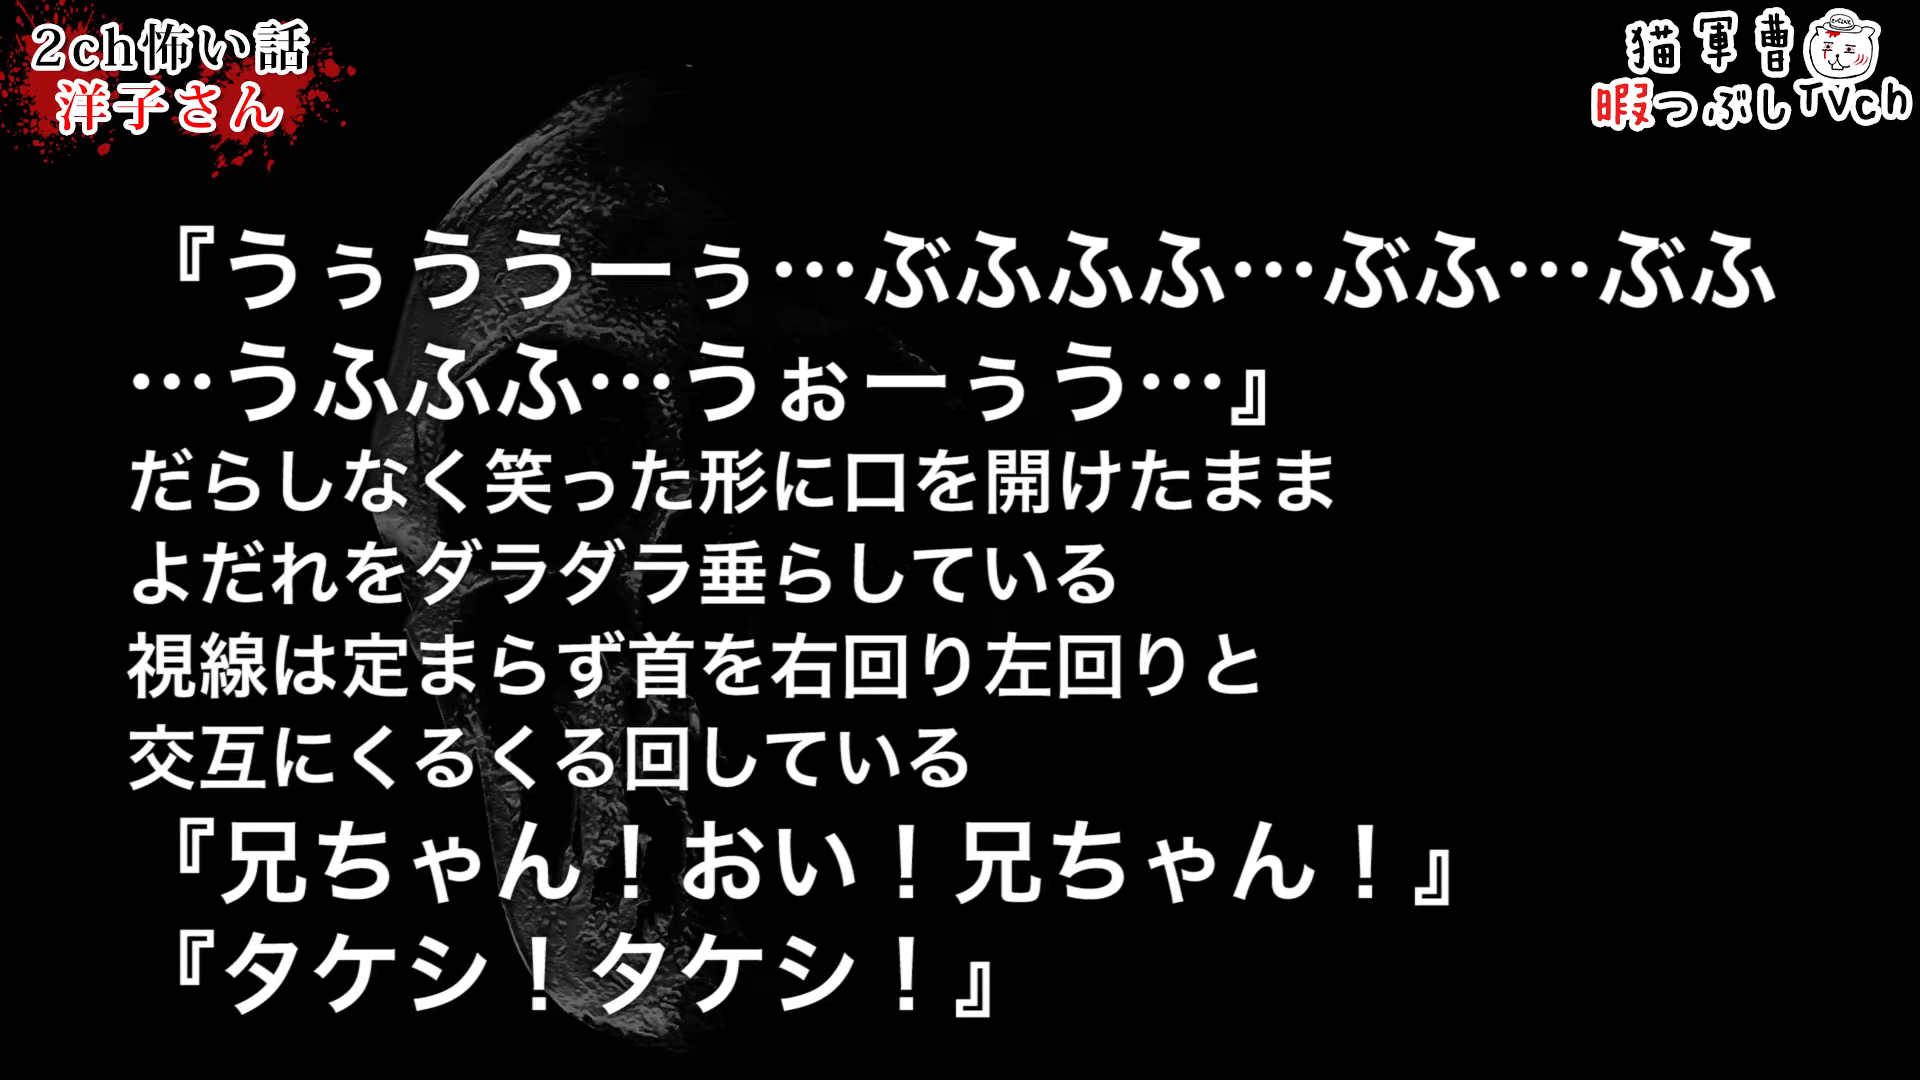 2ch怖い話
洋子さん
猫軍曹
暇つぶしTVch
『うぅううーぅ…ぶふふふ…ぶふ…ぶふ
…うふふふ…うぉーぅう…』
だらしなく笑った形に口を開けたまま
よだれをダラダラ垂らしている
視線は定まらず首を右回り左回りと
交互にくるくる回している
『兄ちゃん！おい！兄ちゃん！』
『タケシ！タケシ！』